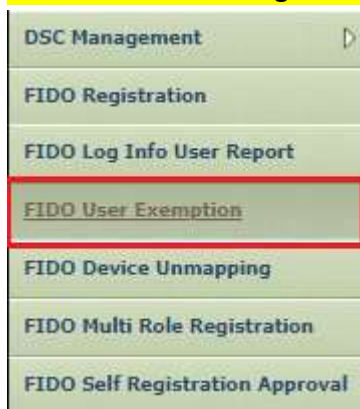 DSC Management
FIDO Registration
FIDO Log Info User Report
FIDO User Exemption
FIDO Device Unmapping
FIDO Multi Role Registration
FIDO Self Registration Approval